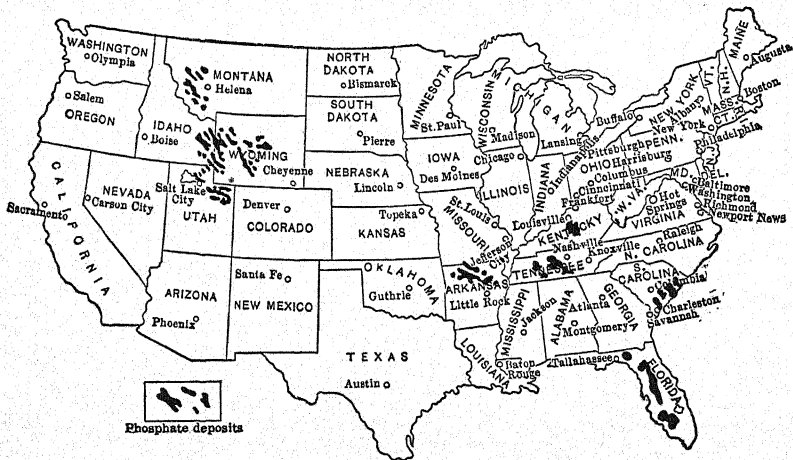 WASHINGTON
Olympia
Salem
OREGON
IDAHO
Boise
MONTANA
Helena
WYOMING
Cheyenne
NORTH
DAKOTA
Bismarck
SOUTH
DAKOTA
Pierre
NEBRASKA
Lincoln
CALIFORNIA
Sacramento
NEVADA
Carson City
Salt Lake
City
UTAH
Denver
COLORADO
Topeka
KANSAS
ARIZONA
Phoenix
Santa Fe
NEW MEXICO
OKLAHOMA
Guthrie
TEXAS
Austin
MINNESOTA
St. Paul
WISCONSIN
Madison
MICHIGAN
Lansing
IOWA
Des Moines
Chicago
ILLINOIS
INDIANA
Indianapolis
St. Louis
MISSOURI
Jefferson
City
ARKANSAS
Little Rock
LOUISIANA
Baton
Rouge
MISSISSIPPI
Jackson
ALABAMA
Montgomery
GEORGIA
Atlanta
Savannah
Tallahassee
FLORIDA
TENNESSEE
Nashville
Knoxville
KENTUCKY
Louisville
Frankfort
OHIO
Columbus
Cincinnati
W. VA.
Hot
Springs
VIRGINIA
Richmond
Newport News
N. CAROLINA
Raleigh
S.
CAROLINA
Columbia
Charleston
MD.
DEL.
Baltimore
Washington
PENN.
Pittsburgh
Harrisburg
Philadelphia
N.J.
NEW YORK
Buffalo
Albany
New York
VT.
N.H.
MASS.
Boston
CT.
R.I.
MAINE
Augusta
Phosphate deposits